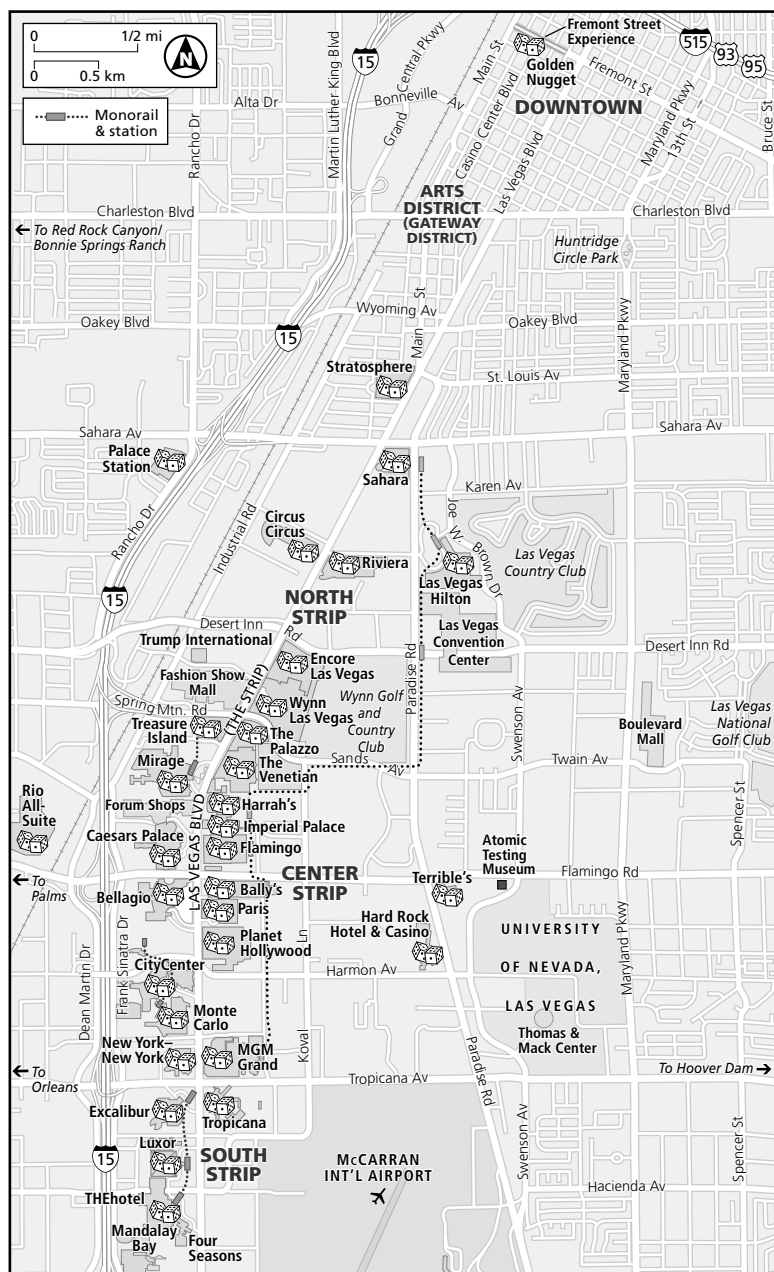 0 1/2 mi
0 0.5 km
N
Monorail
& station
Fremont Street
Experience
Golden
Nugget
DOWNTOWN
15
515
93
95
Main St
Casino Center Blvd
Las Vegas Blvd
Fremont St
Maryland Pkwy
13th St
Bruce St
Martin Luther King Blvd
Grand Central Pkwy
Bonneville Av
Alta Dr
Rancho Dr
ARTS
DISTRICT
(GATEWAY
DISTRICT)
Charleston Blvd
Charleston Blvd
To Red Rock Canyon/
Bonnie Springs Ranch
Huntridge
Circle Park
Wyoming Av
Oakey Blvd
Oakey Blvd
15
Main St
Maryland Pkwy
Stratosphere
St. Louis Av
Sahara Av
Sahara Av
Palace
Station
Sahara
Karen Av
Joe W. Brown Dr
Rancho Dr
Industrial Rd
Circus
Circus
Riviera
Las Vegas
Hilton
Las Vegas
Country Club
15
NORTH
STRIP
Las Vegas
Convention
Center
Desert Inn Rd
Desert Inn Rd
Trump International
Encore
Las Vegas
Fashion Show
Mall
(THE STRIP)
Wynn
Las Vegas
Wynn Golf
and
Country
Club
Paradise Rd
Swenson Av
Spring Mtn. Rd
Treasure
Island
The
Palazzo
Boulevard
Mall
Las Vegas
National
Golf Club
Mirage
The
Venetian
Sands Av
Twain Av
Spencer St
Rio
All-
Suite
Forum Shops
Harrah's
Imperial Palace
Caesars Palace
Flamingo
LAS VEGAS BLVD
CENTER
STRIP
Atomic
Testing
Museum
Flamingo Rd
To
Palms
Bellagio
Bally's
Terrible's
Paris
Hard Rock
Hotel & Casino
Planet
Hollywood
UNIVERSITY
OF NEVADA,
LAS VEGAS
Maryland Pkwy
Dean Martin Dr
Frank Sinatra Dr
CityCenter
Harmon Av
Koval Ln
Monte
Carlo
Thomas &
Mack Center
New York–
New York
MGM
Grand
Paradise Rd
To
Orleans
Tropicana Av
To Hoover Dam
Excalibur
Tropicana
Swenson Av
Spencer St
15
Luxor
SOUTH
STRIP
McCARRAN
INT'L AIRPORT
Hacienda Av
THEhotel
Mandalay
Bay
Four
Seasons